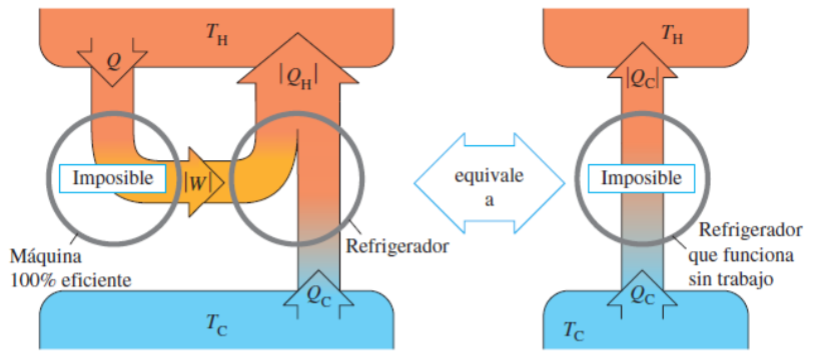 T_H
Q
|Q_H|
Imposible
|W|
Máquina
100% eficiente
Refrigerador
Q_C
T_C
equivale
a
T_H
|Q_C|
Imposible
Refrigerador
que funciona
sin trabajo
Q_C
T_C